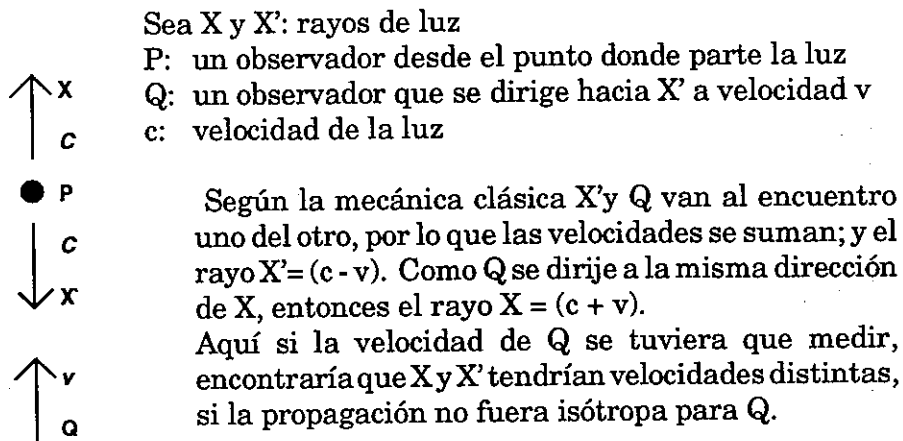 Sea X y X': rayos de luz
P: un observador desde el punto donde parte la luz
Q: un observador que se dirige hacia X' a velocidad v
c: velocidad de la luz
X
C
P
C
X'
v
Q
Según la mecánica clásica X'y Q van al encuentro
uno del otro, por lo que las velocidades se suman; y el
rayo X'= (c - v). Como Q se dirije a la misma dirección
de X, entonces el rayo X = (c + v).
Aquí si la velocidad de Q se tuviera que medir,
encontraría que X y X' tendrían velocidades distintas,
si la propagación no fuera isótropa para Q.